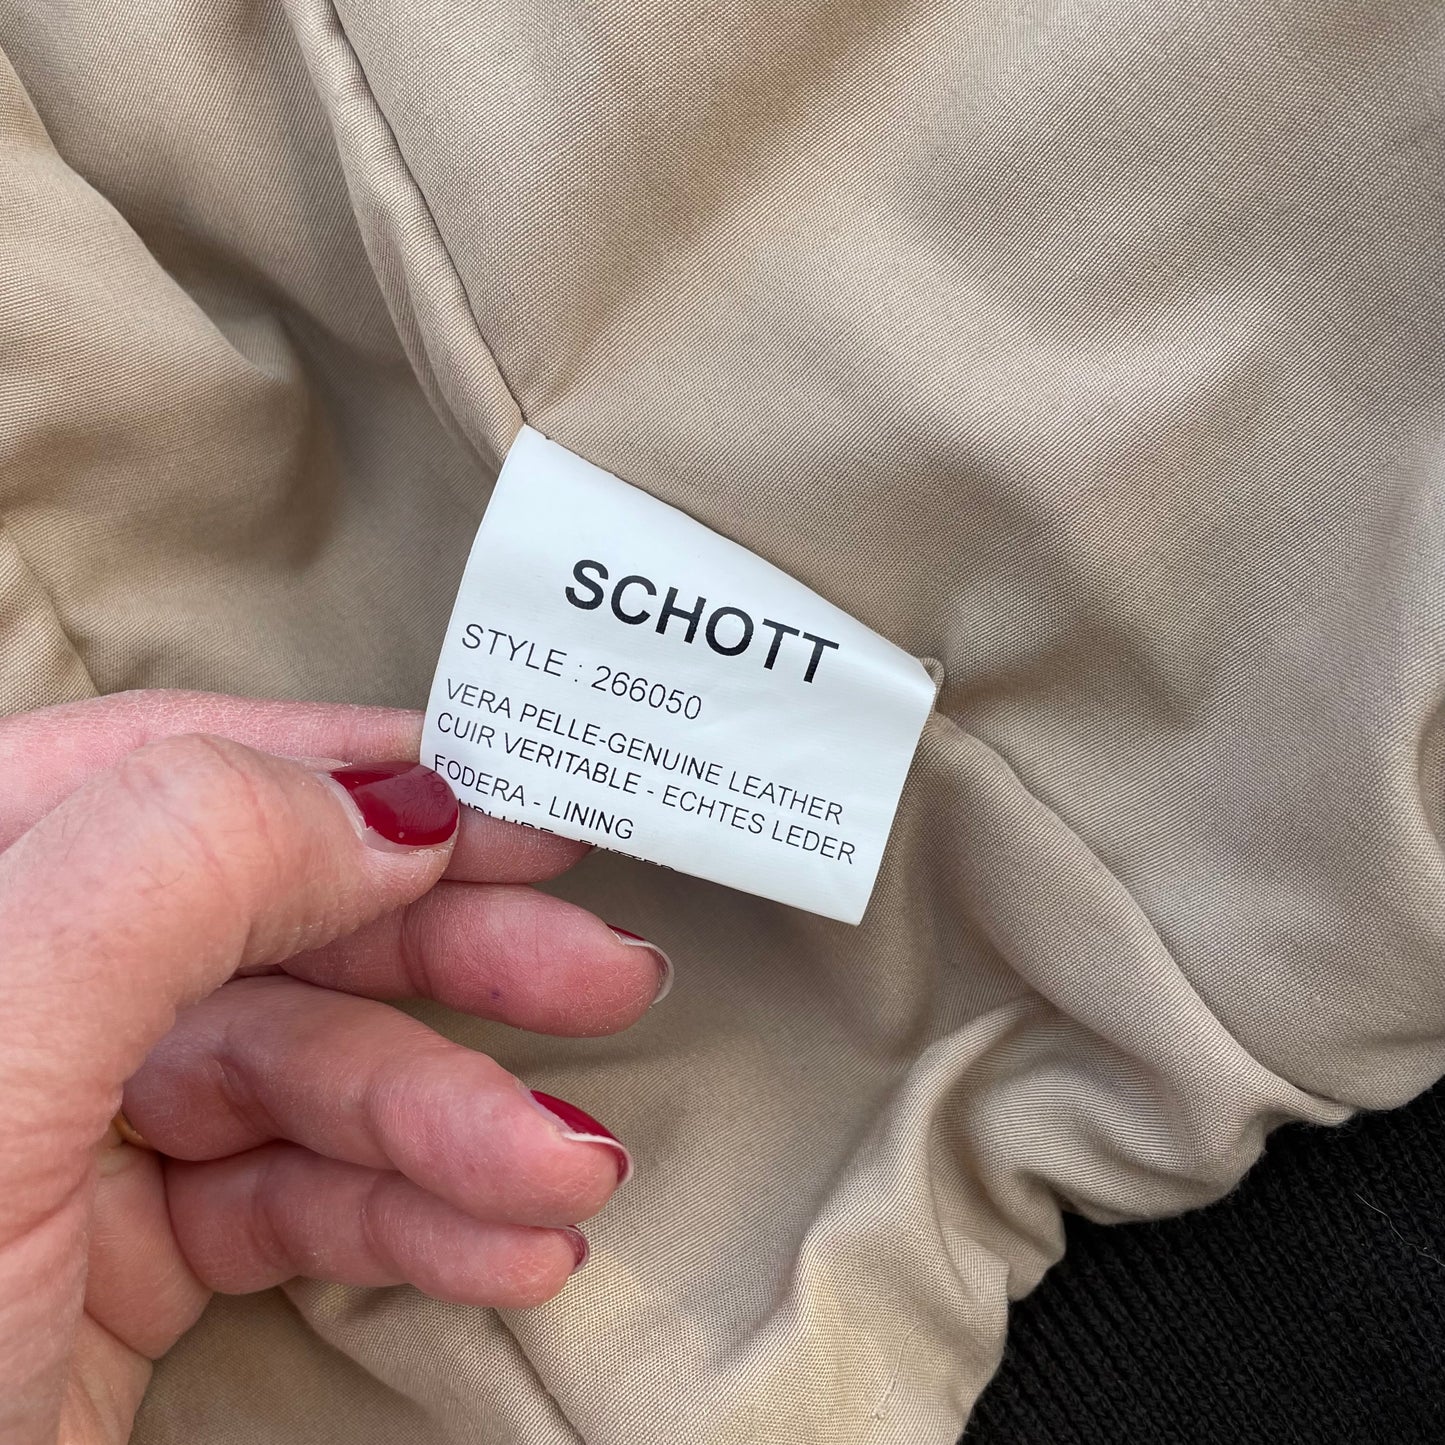 SCHOTT
STYLE : 266050
VERA PELLE-GENUINE LEATHER
CUIR VERITABLE - ECHTES LEDER
FODERA - LINING